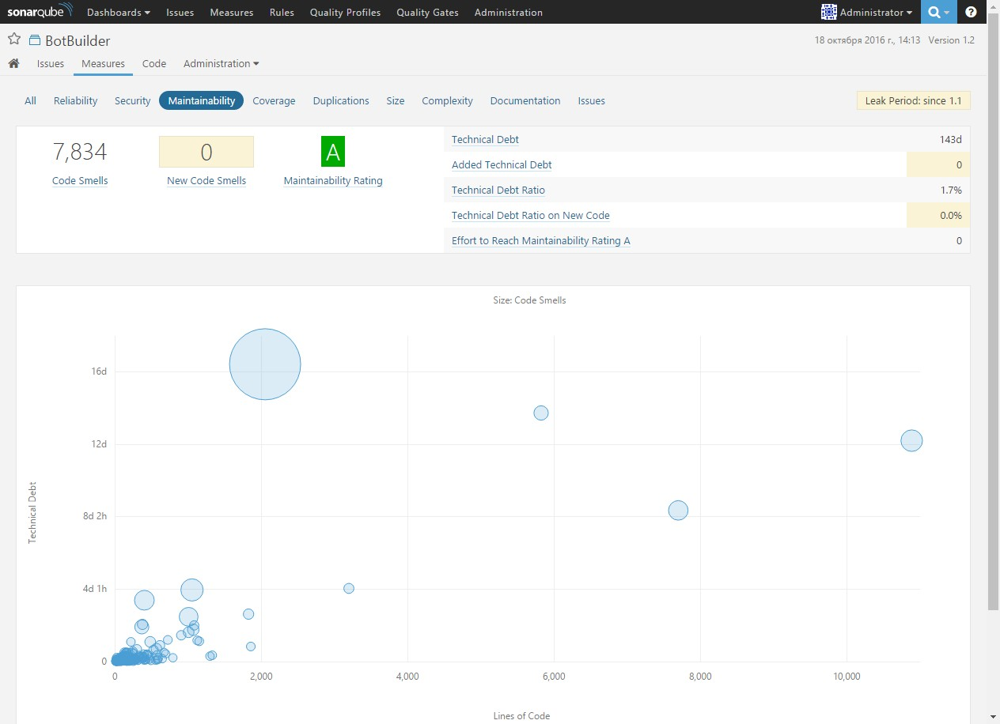 sonarqube Dashboards Issues Measures Rules Quality Profiles Quality Gates Administration Administrator ?
BotBuilder 18 октября 2016 г., 14:13 Version 1.2
Issues Measures Code Administration
All Reliability Security Maintainability Coverage Duplications Size Complexity Documentation Issues Leak Period: since 1.1
7,834
Code Smells
0
New Code Smells
A
Maintainability Rating
Technical Debt 143d
Added Technical Debt 0
Technical Debt Ratio 1.7%
Technical Debt Ratio on New Code 0.0%
Effort to Reach Maintainability Rating A 0
Size: Code Smells
16d
12d
8d 2h
4d 1h
0
Technical Debt
0 2,000 4,000 6,000 8,000 10,000
Lines of Code